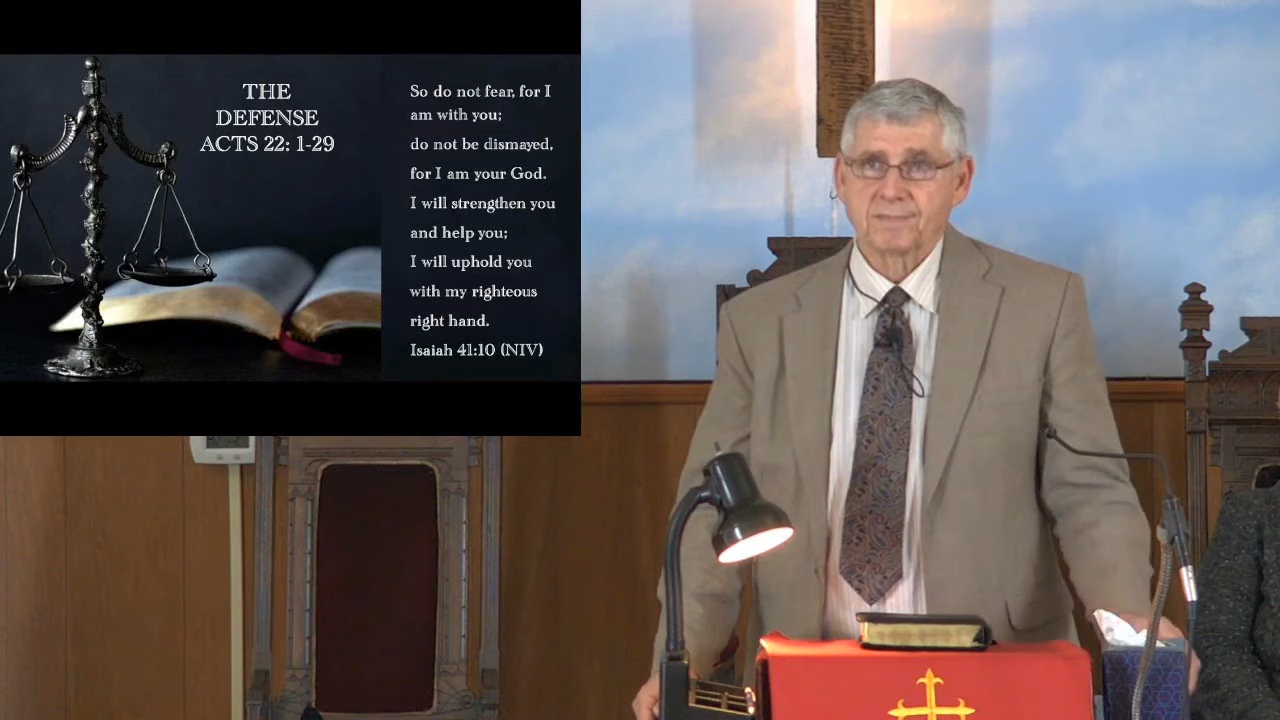 THE
DEFENSE
ACTS 22: 1-29
So do not fear, for I
am with you;
do not be dismayed,
for I am your God.
I will strengthen you
and help you;
I will uphold you
with my righteous
right hand.
Isaiah 41:10 (NIV)